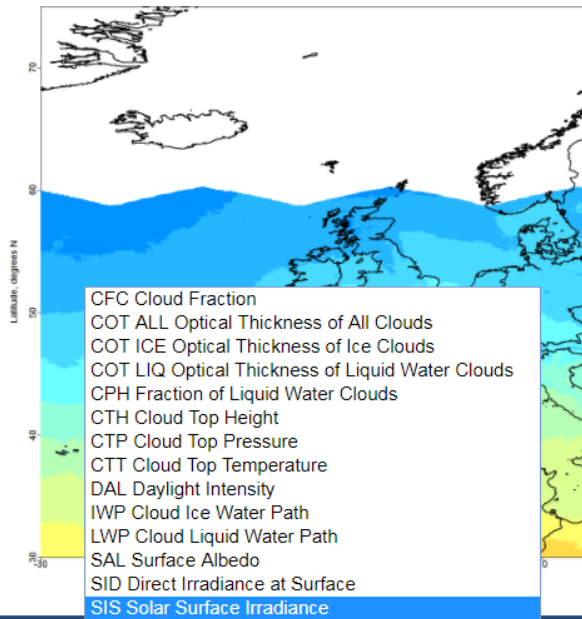 70
60
Latitude, degrees N
50
40
30
-30
0
CFC Cloud Fraction
COT ALL Optical Thickness of All Clouds
COT ICE Optical Thickness of Ice Clouds
COT LIQ Optical Thickness of Liquid Water Clouds
CPH Fraction of Liquid Water Clouds
CTH Cloud Top Height
CTP Cloud Top Pressure
CTT Cloud Top Temperature
DAL Daylight Intensity
IWP Cloud Ice Water Path
LWP Cloud Liquid Water Path
SAL Surface Albedo
SID Direct Irradiance at Surface
SIS Solar Surface Irradiance